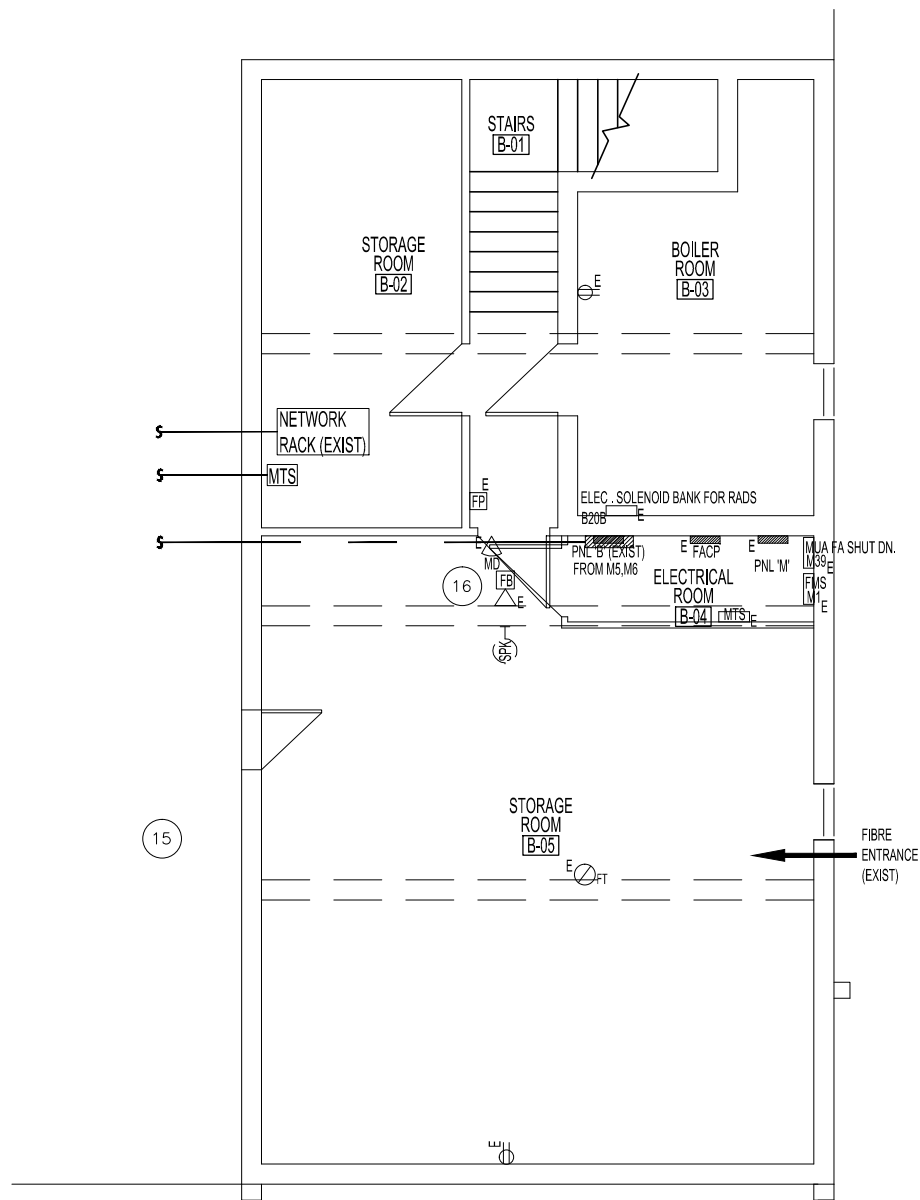 STAIRS
B-01
STORAGE
ROOM
B-02
BOILER
ROOM
B-03
E
NETWORK
RACK (EXIST)
MTS
E
FP
ELEC . SOLENOID BANK FOR RADS
B20B
E
E
MD
PNL 'B' (EXIST)
FROM M5,M6
E
FACP
E
PNL 'M'
MUA FA SHUT DN.
M39
E
FMS
M1
E
16
FB
E
ELECTRICAL
ROOM
B-04
MTS
E
SPK
15
STORAGE
ROOM
B-05
E
FT
FIBRE
ENTRANCE
(EXIST)
E